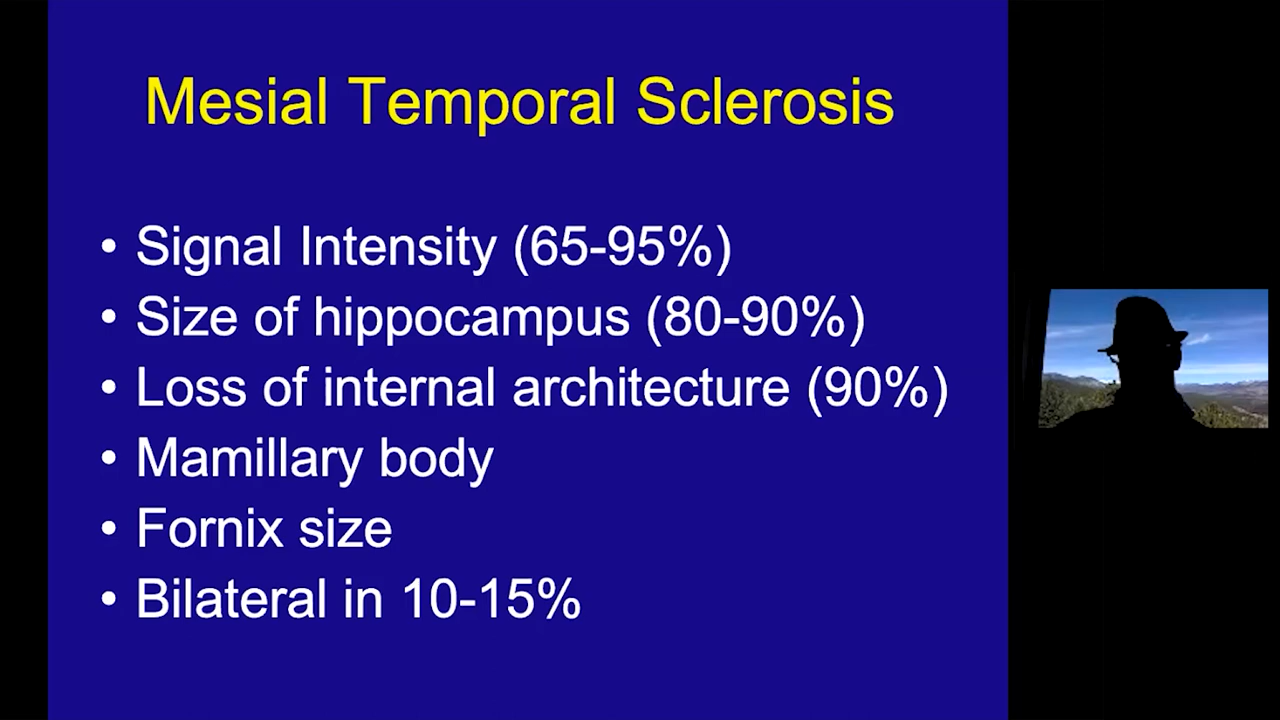 Mesial Temporal Sclerosis
• Signal Intensity (65-95%)
• Size of hippocampus (80-90%)
• Loss of internal architecture (90%)
• Mamillary body
• Fornix size
• Bilateral in 10-15%